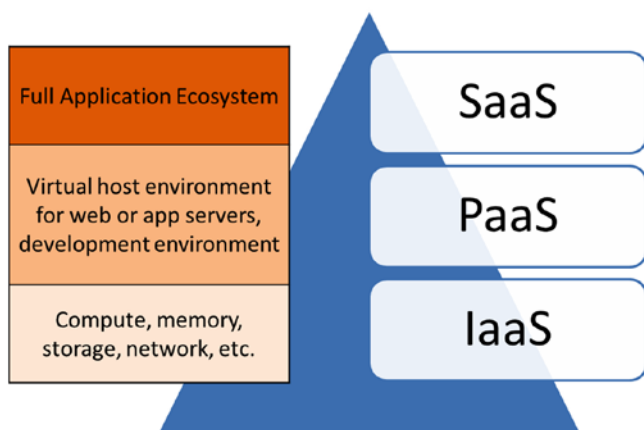 Full Application Ecosystem
SaaS
Virtual host environment
for web or app servers,
development environment
PaaS
Compute, memory,
storage, network, etc.
IaaS